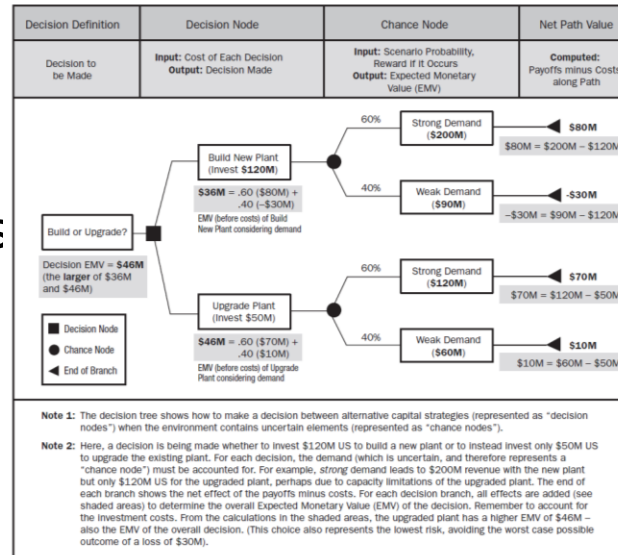 Decision Definition
Decision Node
Chance Node
Net Path Value
Decision to
be Made
Input: Cost of Each Decision
Output: Decision Made
Input: Scenario Probability,
Reward if it Occurs
Output: Expected Monetary
Value (EMV)
Computed:
Payoffs minus Costs
along Path
Build or Upgrade?
Decision EMV = $46M
(the larger of $36M
and $46M)
Build New Plant
(Invest $120M)
$36M = .60 ($80M) +
.40 (–$30M)
EMV (before costs) of Build
New Plant considering demand
60%
Strong Demand
($200M)
$80M
$80M = $200M – $120M
40%
Weak Demand
($90M)
-$30M
–$30M = $90M – $120M
Upgrade Plant
(Invest $50M)
$46M = .60 ($70M) +
.40 ($10M)
EMV (before costs) of Upgrade
Plant considering demand
60%
Strong Demand
($120M)
$70M
$70M = $120M – $50M
40%
Weak Demand
($60M)
$10M
$10M = $60M – $50M
Decision Node
Chance Node
End of Branch
Note 1: The decision tree shows how to make a decision between alternative capital strategies (represented as “decision
nodes”) when the environment contains uncertain elements (represented as “chance nodes”).
Note 2: Here, a decision is being made whether to invest $120M US to build a new plant or to instead invest only $50M US
to upgrade the existing plant. For each decision, the demand (which is uncertain, and therefore represents a
“chance node”) must be accounted for. For example, strong demand leads to $200M revenue with the new plant
but only $120M US for the upgraded plant, perhaps due to capacity limitations of the upgraded plant. The end of
each branch shows the net effect of the payoffs minus costs. For each decision branch, all effects are added (see
shaded areas) to determine the overall Expected Monetary Value (EMV) of the decision. Remember to account for
the investment costs. From the calculations in the shaded areas, the upgraded plant has a higher EMV of $46M –
also the EMV of the overall decision. (This choice also represents the lowest risk, avoiding the worst case possible
outcome of a loss of $30M).